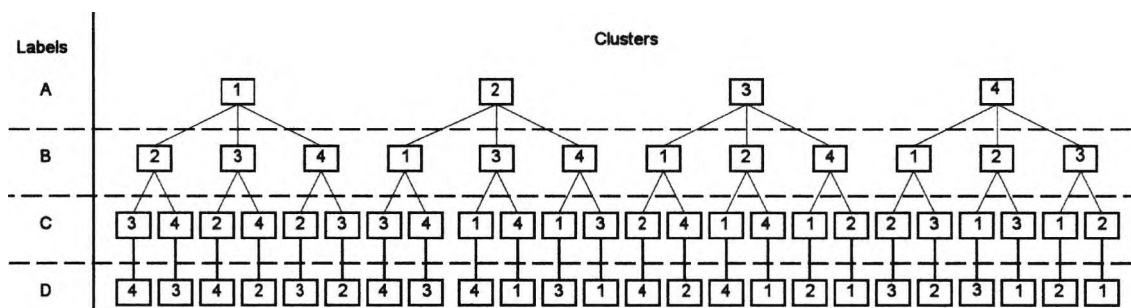 Clusters
Labels
A 1 2 3 4
B 2 3 4 1 3 4 1 2 4 1 2 3
C 3 4 2 4 2 3 3 4 1 4 1 3 2 4 1 4 1 2 2 3 1 3 1 2
D 4 3 4 2 3 2 4 3 4 1 3 1 4 2 4 1 2 1 3 2 3 1 2 1